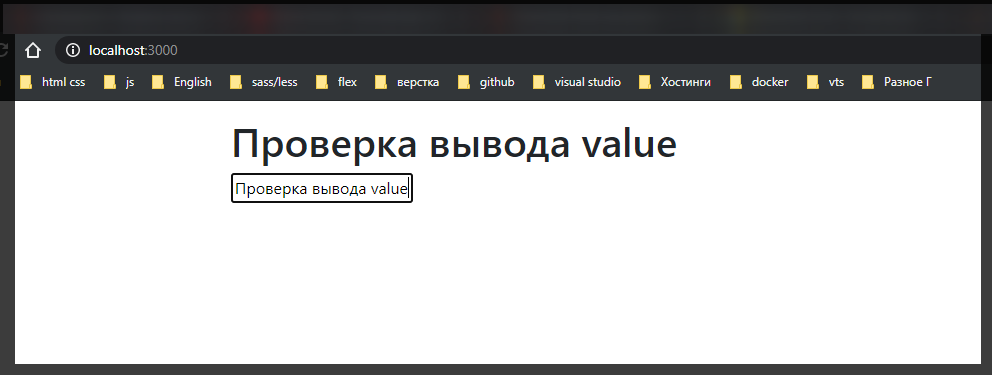 localhost:3000
html css js English sass/less flex верстка github visual studio Хостинги docker vts Разное Г
Проверка вывода value
Проверка вывода value